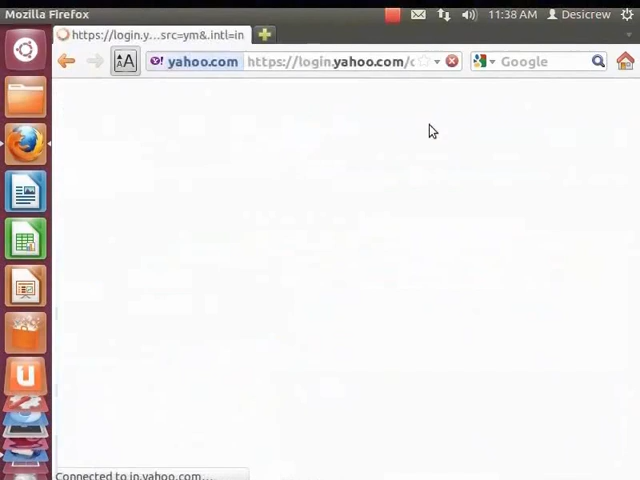 Mozilla Firefox
11:38 AM
Desicrew
https://login.y...src=ym&.intl=in
AA
Y! yahoo.com
https://login.yahoo.com/c
Google
Connected to in.yahoo.com...